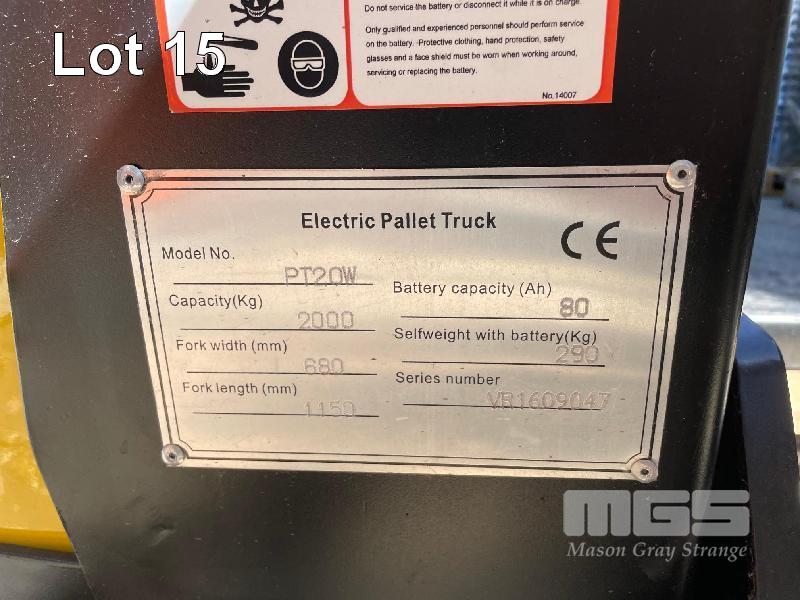 Do not service the battery or disconnect it while it is on charge.
Only gualified and experienced personnel should perform service
on the battery. -Protective clothing, hand protection, safety
glasses and a face shield must be worn when working around,
servicing or replacing the battery.
No.14007
Lot 15
Electric Pallet Truck
CE
Model No. PT20W
Capacity(Kg) 2000
Fork width (mm) 680
Fork length (mm) 1150
Battery capacity (Ah) 80
Selfweight with battery(Kg) 290
Series number VR1609047
MGS
Mason Gray Strange